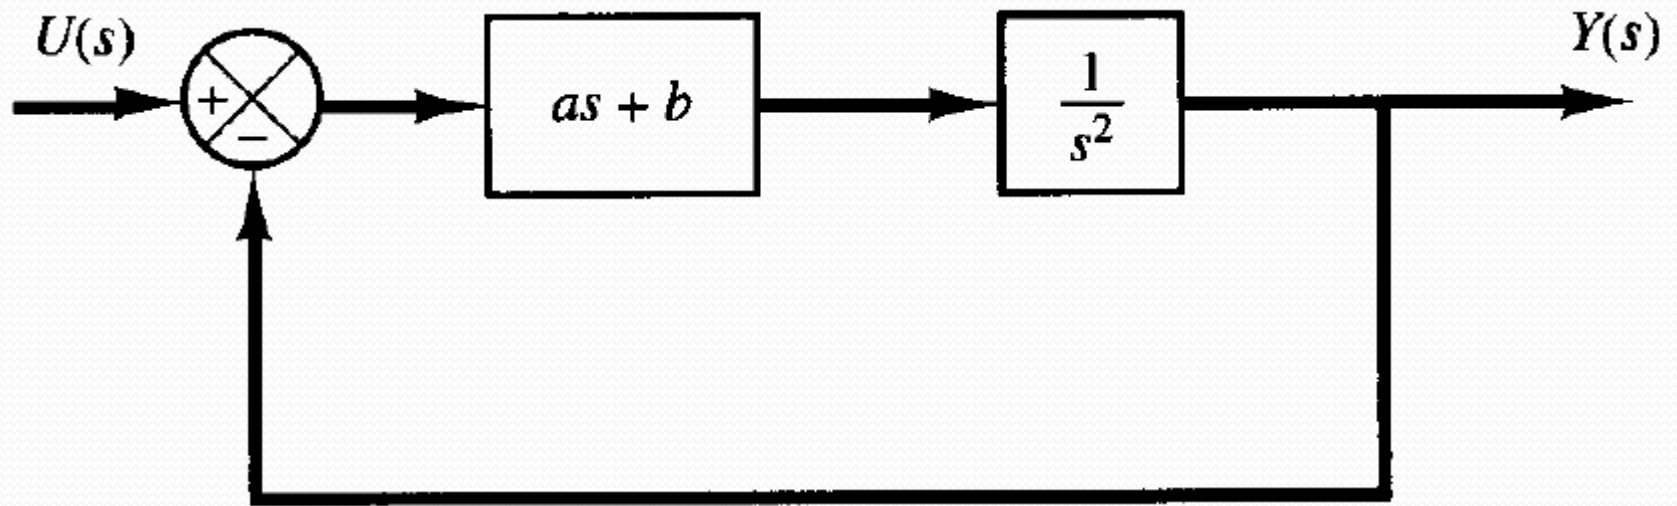 U(s)
+
−
as + b
1
s²
Y(s)